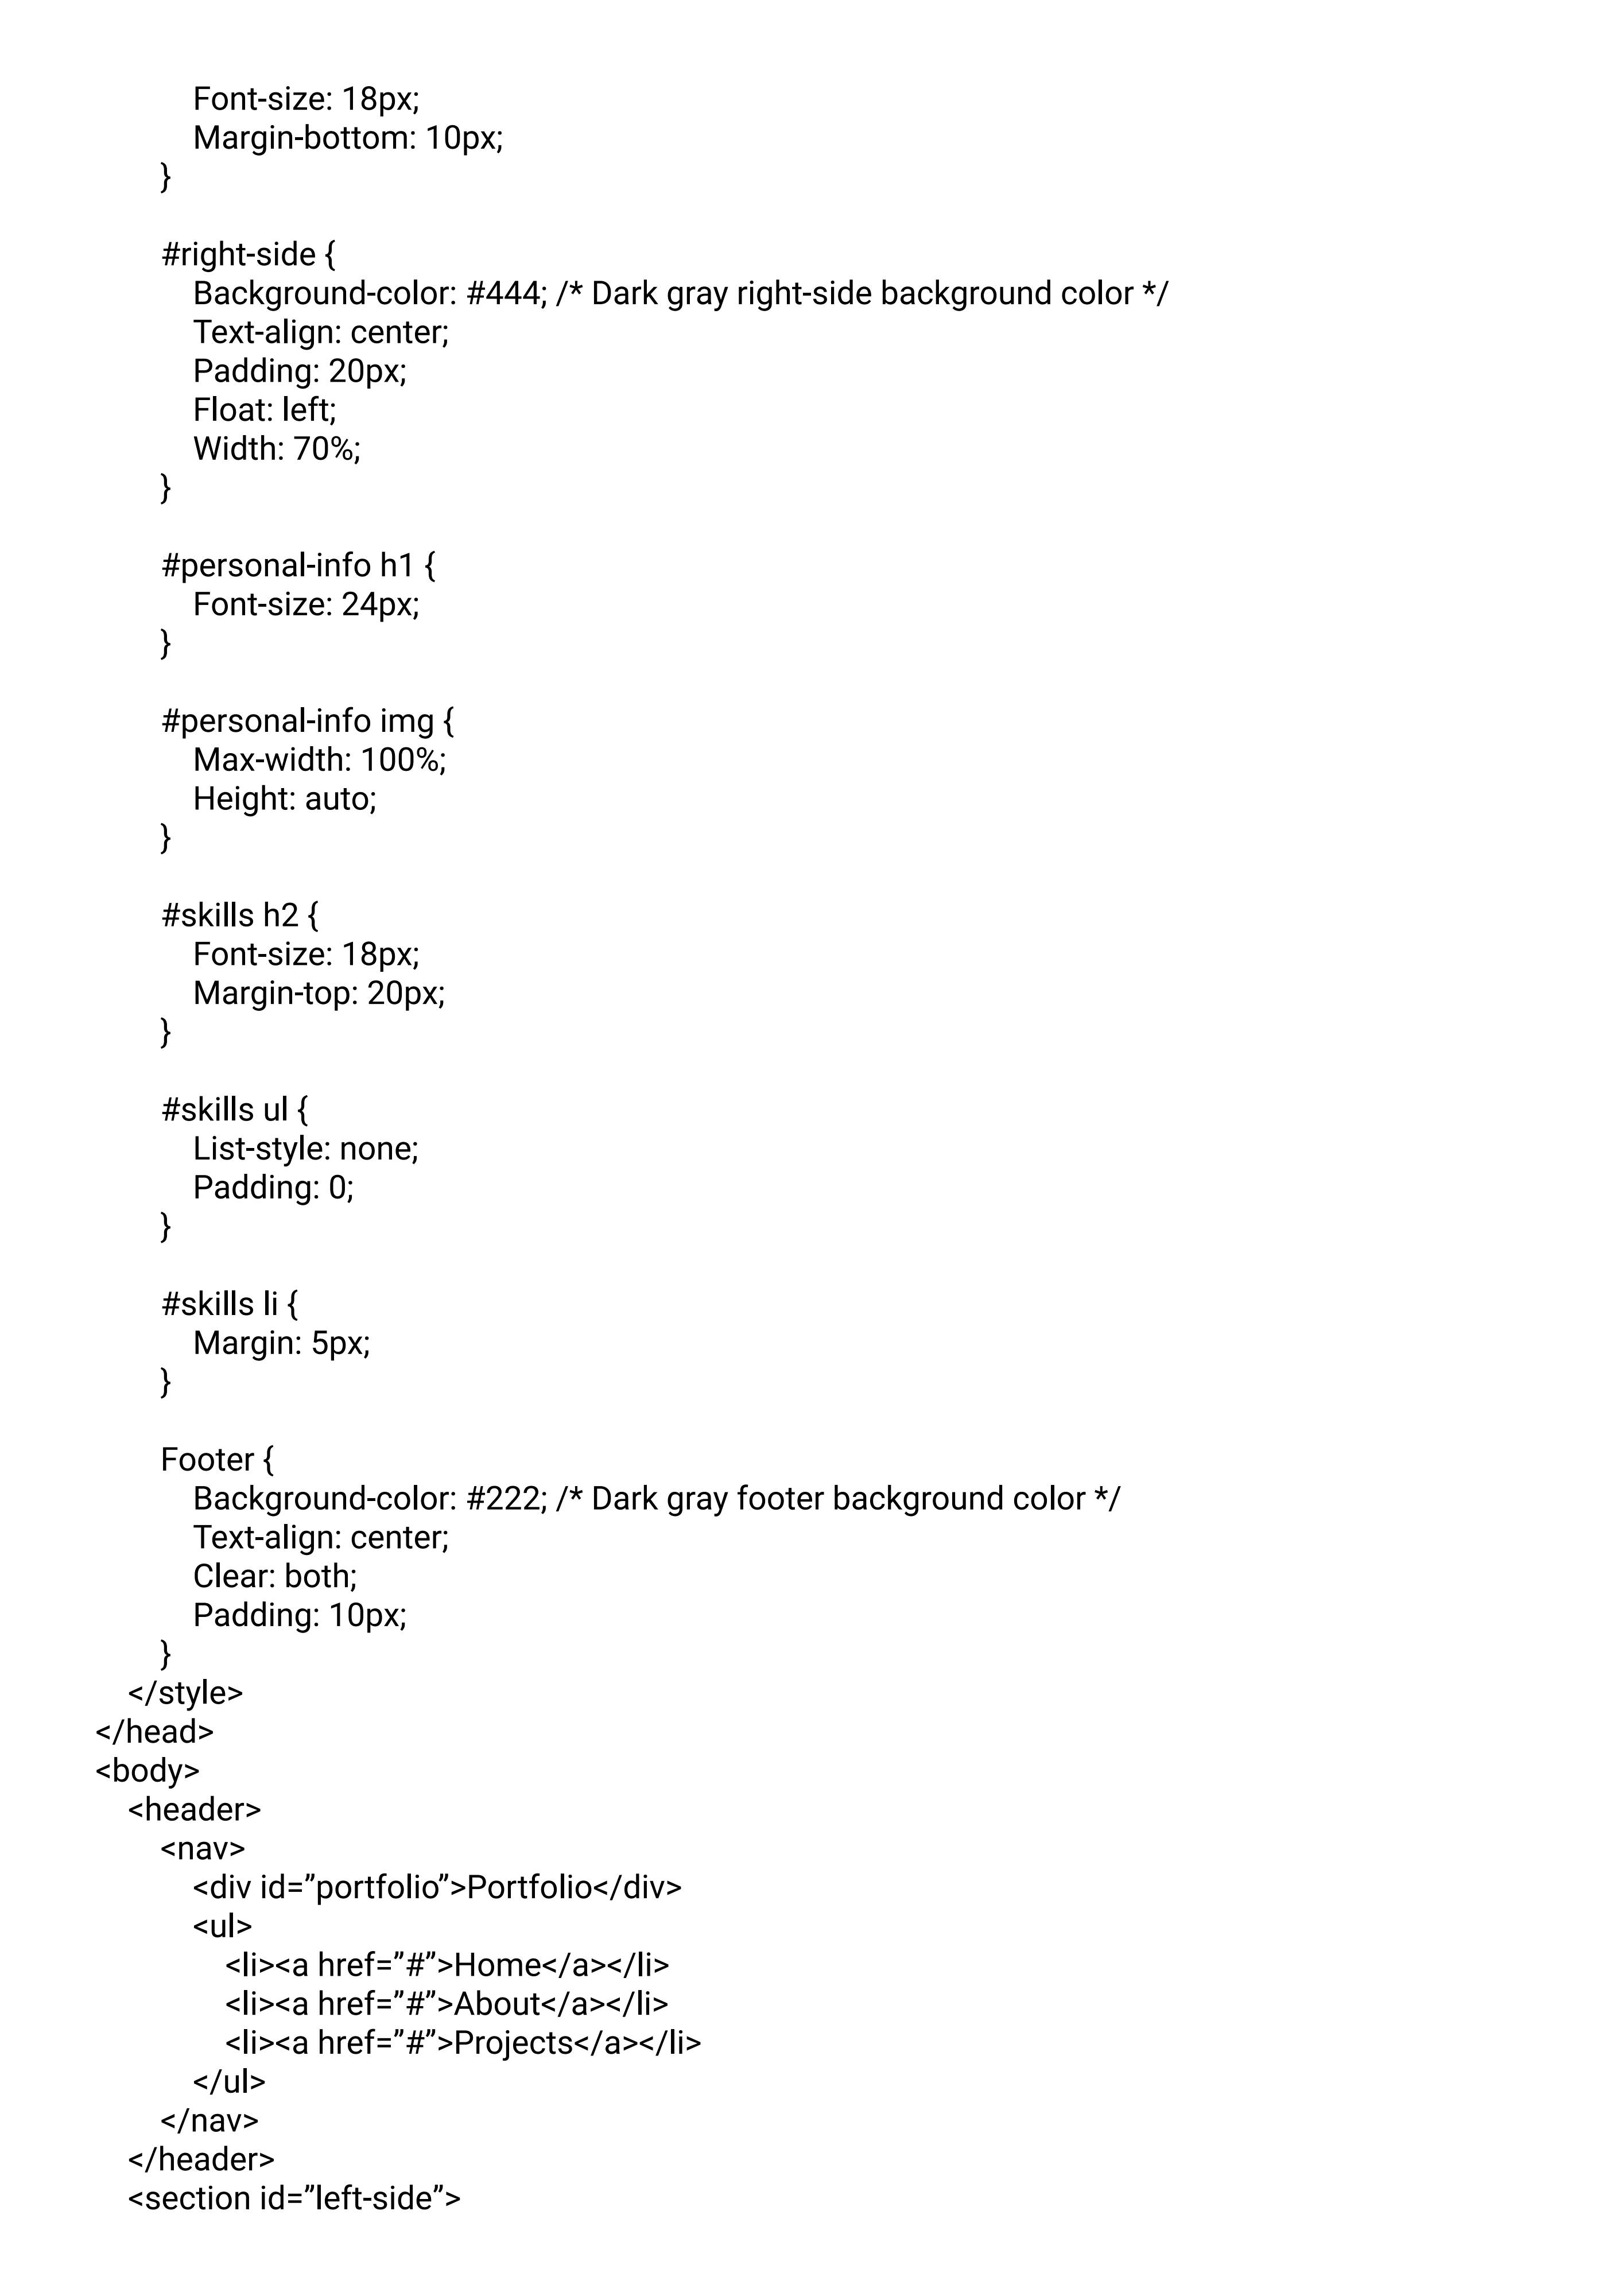 Font-size: 18px;
Margin-bottom: 10px;
}
#right-side {
Background-color: #444; /* Dark gray right-side background color */
Text-align: center;
Padding: 20px;
Float: left;
Width: 70%;
}
#personal-info h1 {
Font-size: 24px;
}
#personal-info img {
Max-width: 100%;
Height: auto;
}
#skills h2 {
Font-size: 18px;
Margin-top: 20px;
}
#skills ul {
List-style: none;
Padding: 0;
}
#skills li {
Margin: 5px;
}
Footer {
Background-color: #222; /* Dark gray footer background color */
Text-align: center;
Clear: both;
Padding: 10px;
}
</style>
</head>
<body>
<header>
<nav>
<div id=”portfolio”>Portfolio</div>
<ul>
<li><a href=”#”>Home</a></li>
<li><a href=”#”>About</a></li>
<li><a href=”#”>Projects</a></li>
</ul>
</nav>
</header>
<section id=”left-side”>